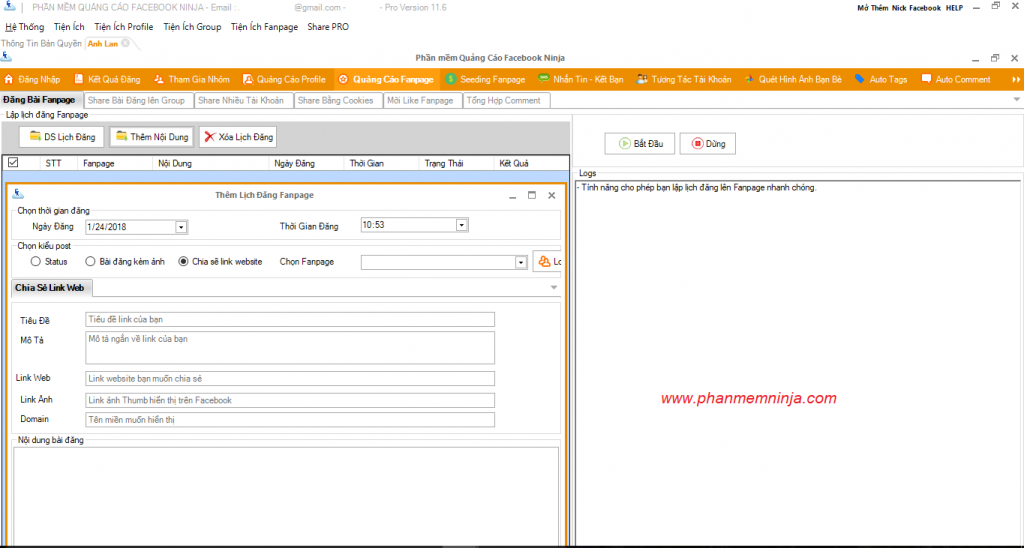 PHẦN MỀM QUẢNG CÁO FACEBOOK NINJA - Email : . @gmail.com - - Pro Version 11.6
Mở Thêm Nick Facebook HELP
Hệ Thống Tiện Ích Tiện Ích Profile Tiện Ích Group Tiện Ích Fanpage Share PRO
Thông Tin Bản Quyền Anh Lan
Phần mềm Quảng Cáo Facebook Ninja
Đăng Nhập Kết Quả Đăng Tham Gia Nhóm Quảng Cáo Profile Quảng Cáo Fanpage Seeding Fanpage Nhắn Tin - Kết Bạn Tương Tác Tài Khoản Quét Hình Ảnh Bạn Bè Auto Tags Auto Comment
Đăng Bài Fanpage Share Bài Đăng lên Group Share Nhiều Tài Khoản Share Bằng Cookies Mời Like Fanpage Tổng Hợp Comment
Lập lịch đăng Fanpage
DS Lịch Đăng Thêm Nội Dung Xóa Lịch Đăng
Bắt Đầu Dừng
STT Fanpage Nội Dung Ngày Đăng Thời Gian Trạng Thái Kết Quả
Logs
- Tính năng cho phép bạn lập lịch đăng lên Fanpage nhanh chóng.
Thêm Lịch Đăng Fanpage
Chọn thời gian đăng
Ngày Đăng 1/24/2018 Thời Gian Đăng 10:53
Chọn kiểu post
Status Bài đăng kèm ảnh Chia sẽ link website Chọn Fanpage Lo
Chia Sẻ Link Web
Tiêu Đề Tiêu đề link của bạn
Mô Tả Mô tả ngắn về link của bạn
Link Web Link website bạn muốn chia sẻ
Link Ảnh Link ảnh Thumb hiển thị trên Facebook
Domain Tên miền muốn hiển thị
Nội dung bài đăng
www.phanmemninja.com